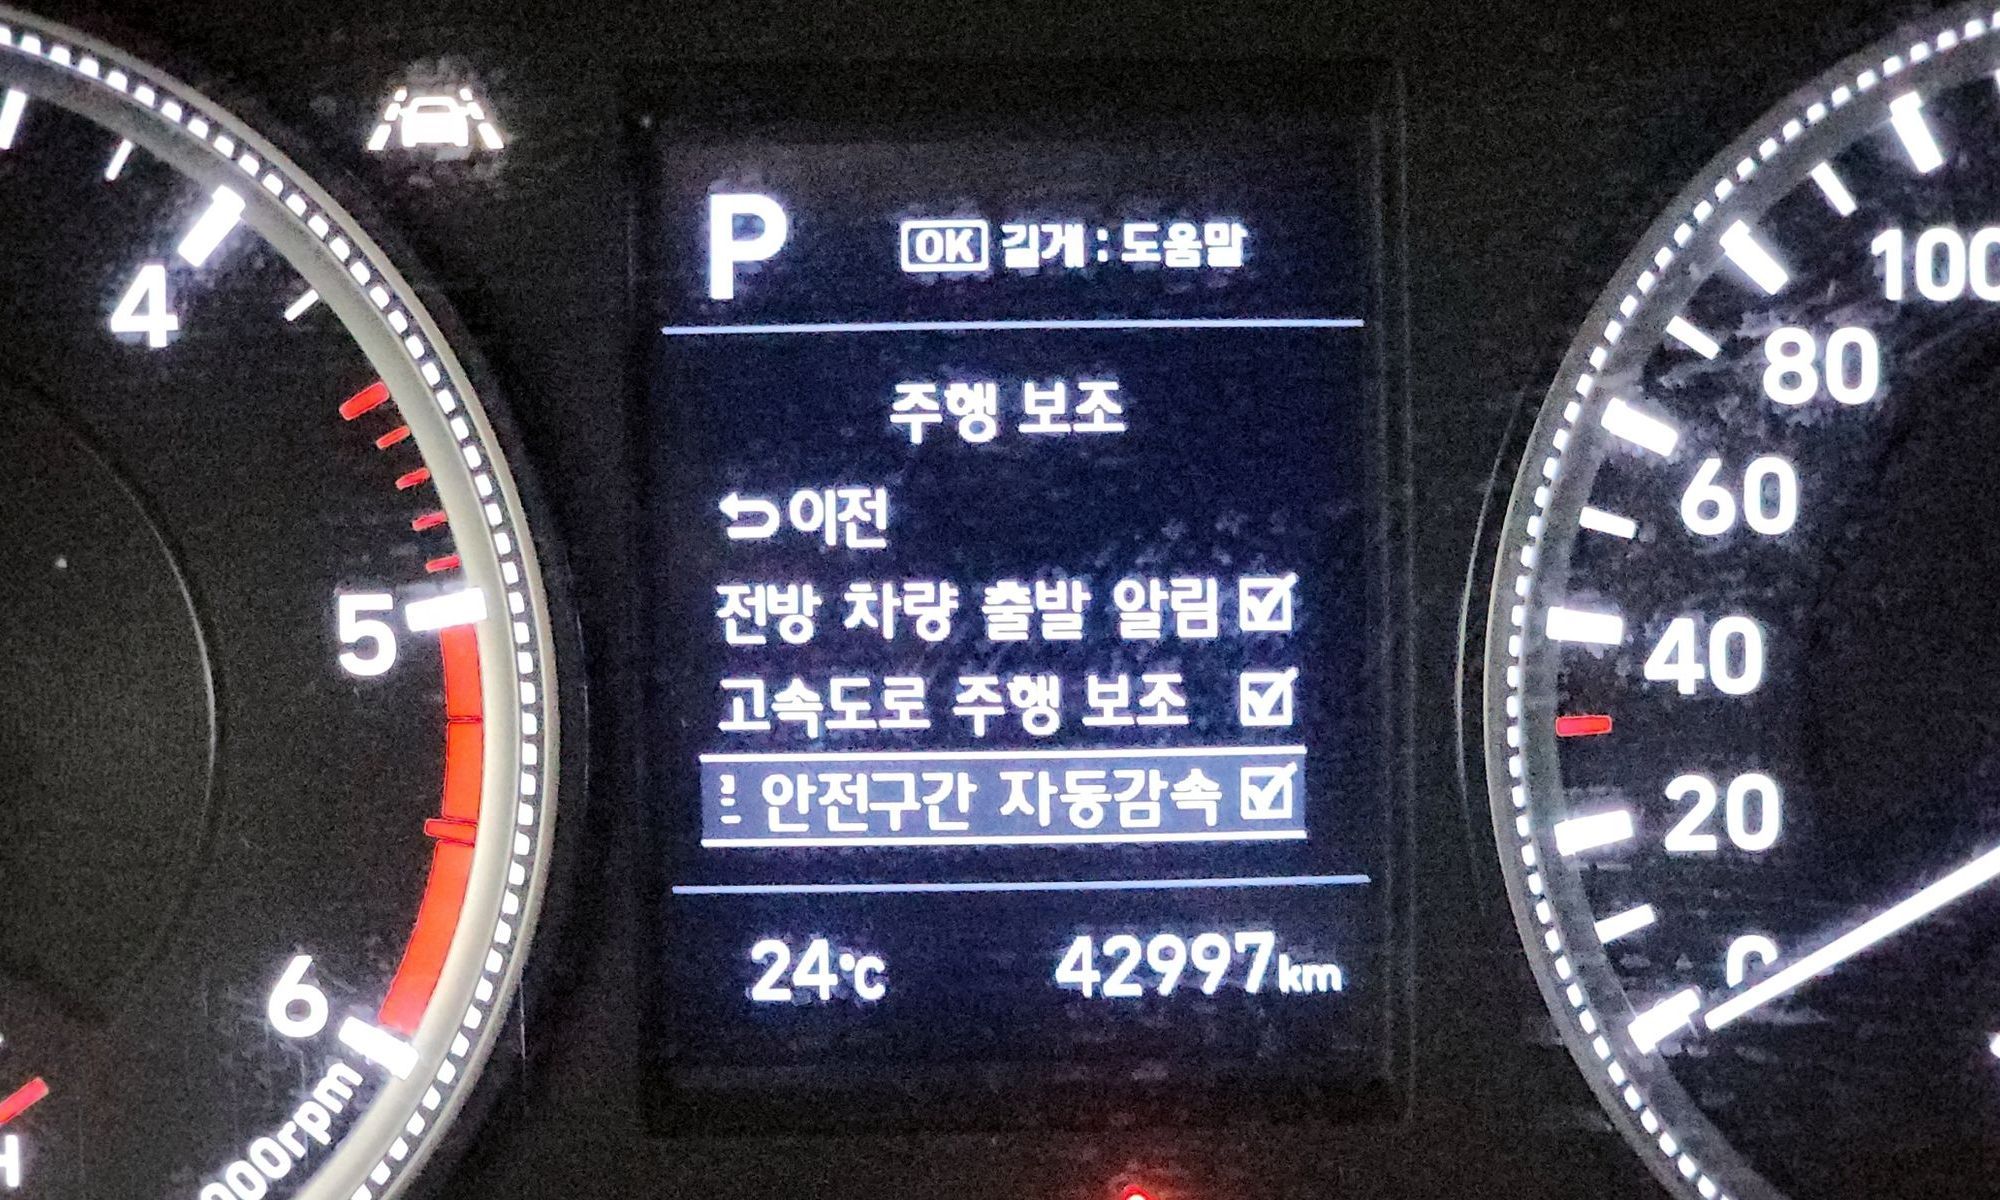 P
OK 길게 : 도움말
주행 보조
이전
전방 차량 출발 알림
고속도로 주행 보조
안전구간 자동감속
24°C 42997km
4
5
6
000rpm
H
100
80
60
40
20
0